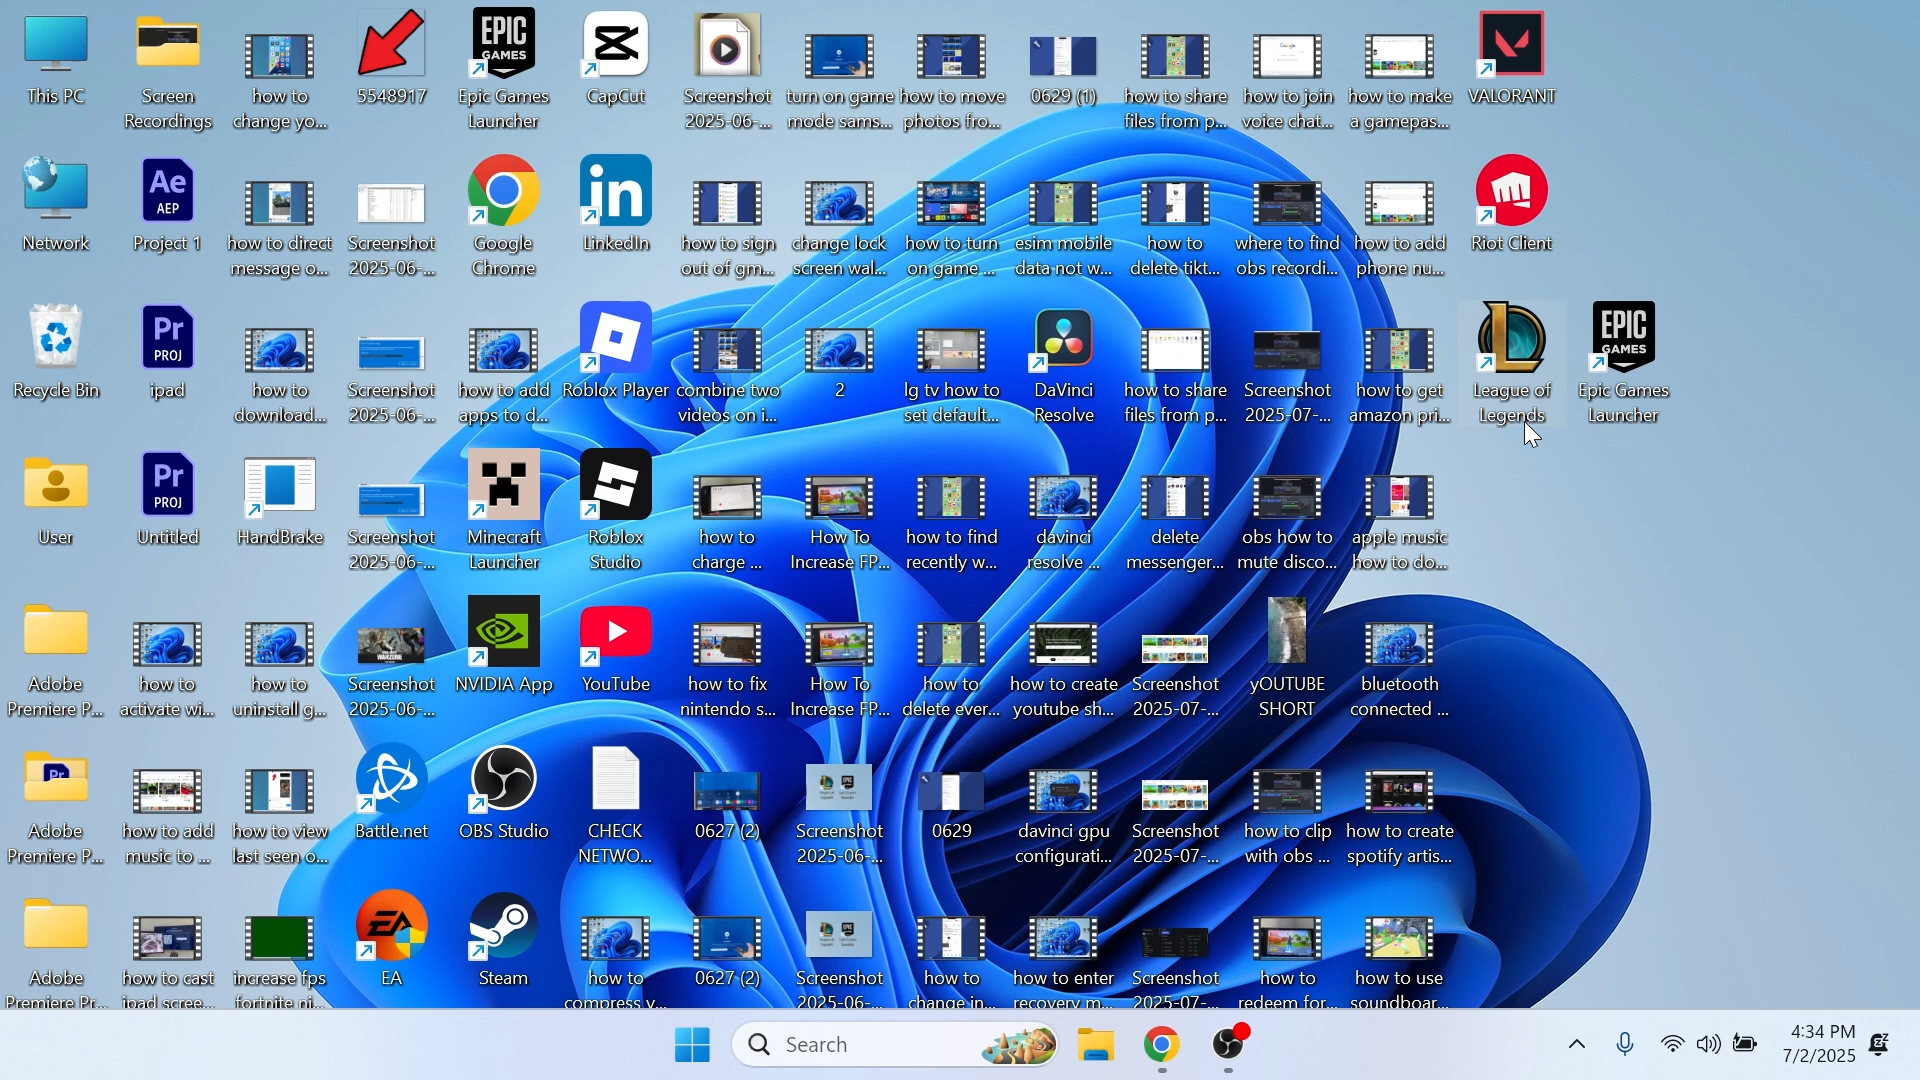 This PC
Screen
Recordings
how to
change yo...
5548917
EPIC
GAMES
Epic Games
Launcher
CapCut
Screenshot
2025-06-...
turn on game
mode sams...
how to move
photos fro...
0629 (1)
how to share
files from p...
how to join
voice chat...
how to make
a gamepas...
VALORANT
Network
Ae
AEP
Project 1
how to direct
message o...
Screenshot
2025-06-...
Google
Chrome
in
LinkedIn
how to sign
out of gm...
change lock
screen wal...
how to turn
on game ...
esim mobile
data not w...
how to
delete tikt...
where to find
obs recordi...
how to add
phone nu...
Riot Client
Recycle Bin
Pr
PROJ
ipad
how to
download...
Screenshot
2025-06-...
how to add
apps to d...
Roblox Player
combine two
videos on i...
2
lg tv how to
set default...
DaVinci
Resolve
how to share
files from p...
Screenshot
2025-07-...
how to get
amazon pri...
League of
Legends
EPIC
GAMES
Epic Games
Launcher
User
Pr
PROJ
Untitled
HandBrake
Screenshot
2025-06-...
Minecraft
Launcher
Roblox
Studio
how to
charge ...
How To
Increase FP...
how to find
recently w...
davinci
resolve ...
delete
messenger...
obs how to
mute disco...
apple music
how to do...
Adobe
Premiere P...
how to
activate wi...
how to
uninstall g...
WARZONE
Screenshot
2025-06-...
NVIDIA App
YouTube
how to fix
nintendo s...
How To
Increase FP...
how to
delete ever...
how to create
youtube sh...
Screenshot
2025-07-...
yOUTUBE
SHORT
bluetooth
connected ...
Pr
Adobe
Premiere P...
how to add
music to ...
how to view
last seen o...
Battle.net
OBS Studio
CHECK
NETWO...
0627 (2)
Screenshot
2025-06-...
0629
davinci gpu
configurati...
Screenshot
2025-07-...
how to clip
with obs ...
how to create
spotify artis...
Adobe
Premiere Pr...
how to cast
ipad scree...
increase fps
fortnite ni...
EA
EA
Steam
how to
compress v...
0627 (2)
Screenshot
2025-06-...
how to
change in...
how to enter
recovery m...
Screenshot
2025-07-...
how to
redeem for...
how to use
soundboar...
Search
4:34 PM
7/2/2025